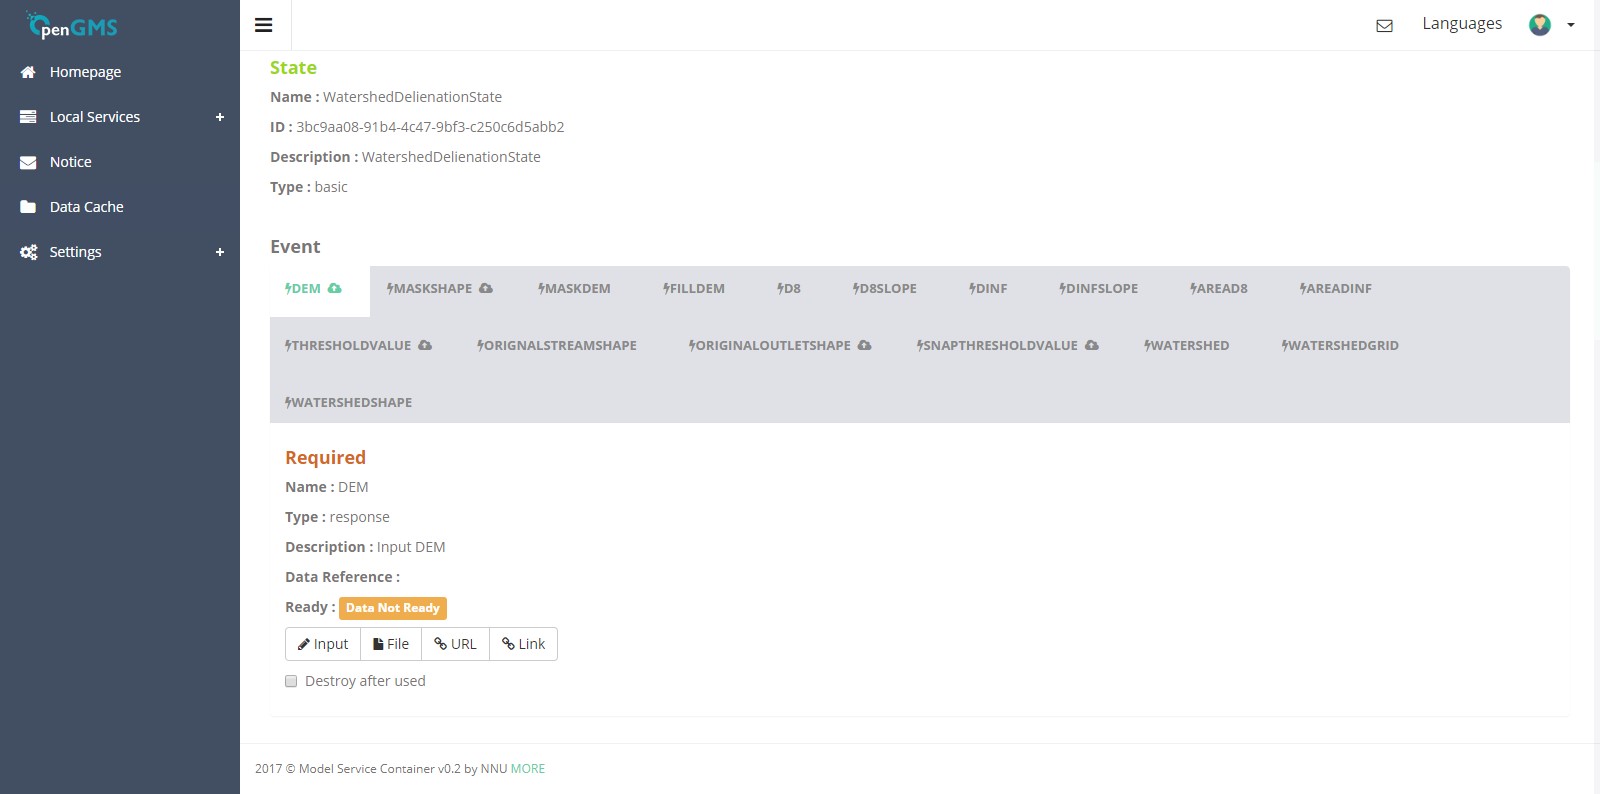 OpenGMS
Languages
Homepage
Local Services +
Notice
Data Cache
Settings +
State
Name : WatershedDelienationState
ID : 3bc9aa08-91b4-4c47-9bf3-c250c6d5abb2
Description : WatershedDelienationState
Type : basic
Event
DEM MASKSHAPE MASKDEM FILLDEM D8 D8SLOPE DINF DINFSLOPE AREAD8 AREADINF
THRESHOLDVALUE ORIGNALSTREAMSHAPE ORIGINALOUTLETSHAPE SNAPTHRESHOLDVALUE WATERSHED WATERSHEDGRID
WATERSHEDSHAPE
Required
Name : DEM
Type : response
Description : Input DEM
Data Reference :
Ready : Data Not Ready
Input File URL Link
Destroy after used
2017 © Model Service Container v0.2 by NNU MORE